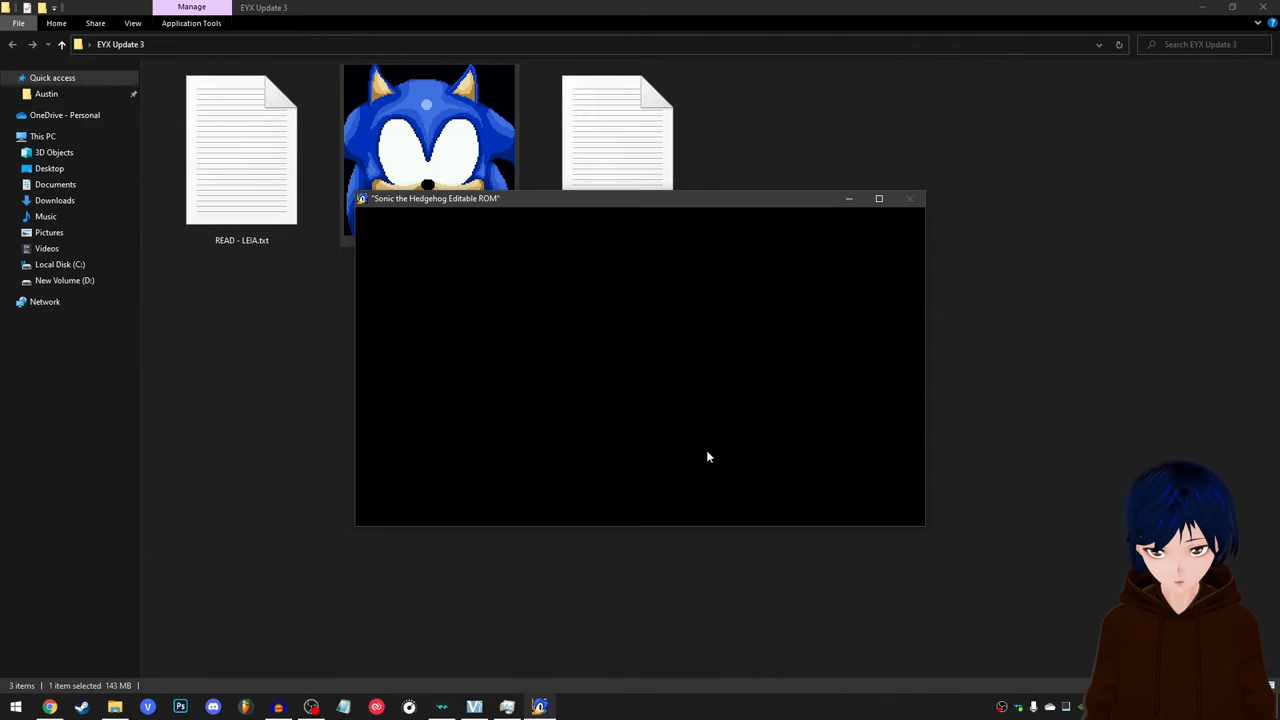 Manage
EYX Update 3
File
Home
Share
View
Application Tools
EYX Update 3
Search EYX Update 3
Quick access
Austin
OneDrive - Personal
This PC
3D Objects
Desktop
Documents
Downloads
Music
Pictures
Videos
Local Disk (C:)
New Volume (D:)
Network
READ - LEIA.txt
"Sonic the Hedgehog Editable ROM"
3 items
1 item selected 143 MB
Ps